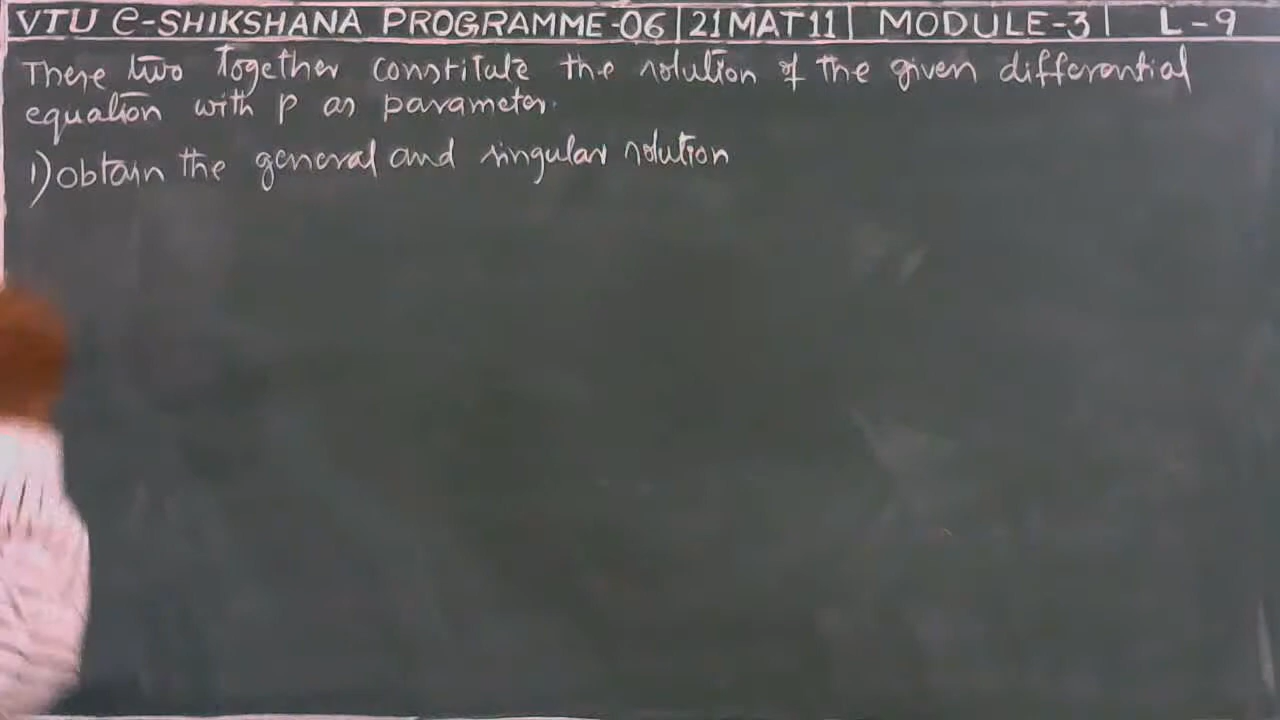 VTU e-SHIKSHANA PROGRAMME-06 | 21MAT11 | MODULE-3 | L-9
These two together constitute the solution of the given differential
equation with p as parameter.
1) obtain the general and singular solution